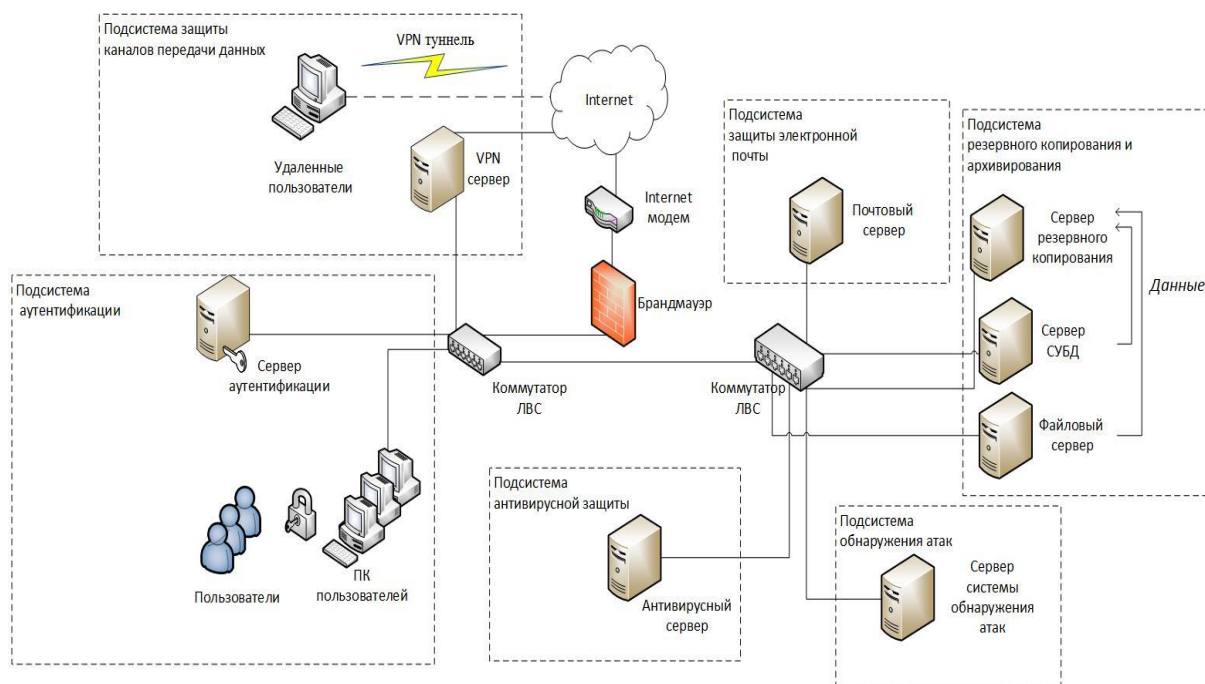 Подсистема защиты
каналов передачи данных
VPN туннель
Internet
Удаленные
пользователи
VPN
сервер
Internet
модем
Брандмауэр
Подсистема
защиты электронной
почты
Почтовый
сервер
Подсистема
резервного копирования и
архивирования
Сервер
резервного
копирования
Данные
Сервер
СУБД
Файловый
сервер
Подсистема
аутентификации
Сервер
аутентификации
Коммутатор
ЛВС
Коммутатор
ЛВС
Пользователи
ПК
пользователей
Подсистема
антивирусной защиты
Антивирусный
сервер
Подсистема
обнаружения атак
Сервер
системы
обнаружения
атак